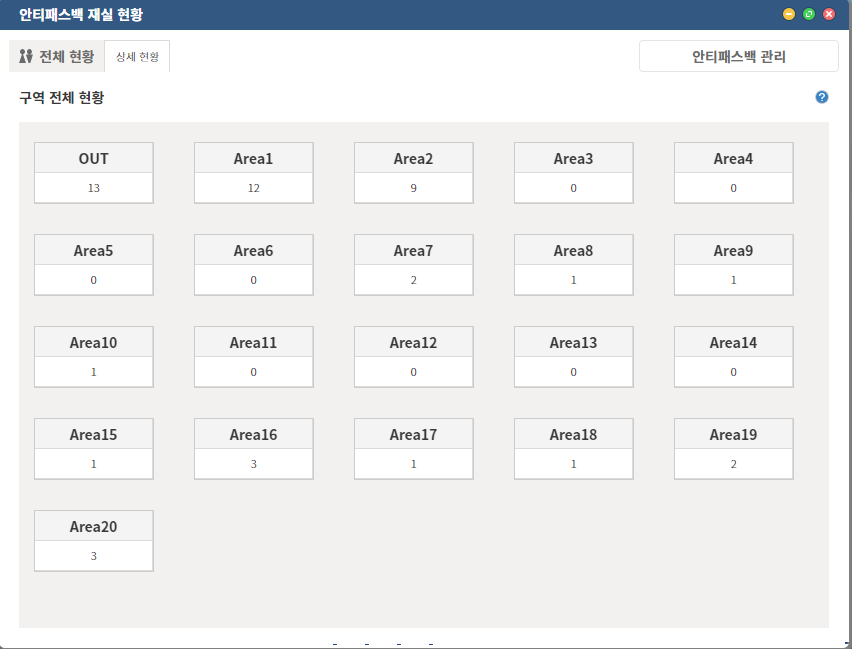 안티패스백 재실 현황
전체 현황 상세 현황 안티패스백 관리
구역 전체 현황
OUT Area1 Area2 Area3 Area4
13 12 9 0 0
Area5 Area6 Area7 Area8 Area9
0 0 2 1 1
Area10 Area11 Area12 Area13 Area14
1 0 0 0 0
Area15 Area16 Area17 Area18 Area19
1 3 1 1 2
Area20
3